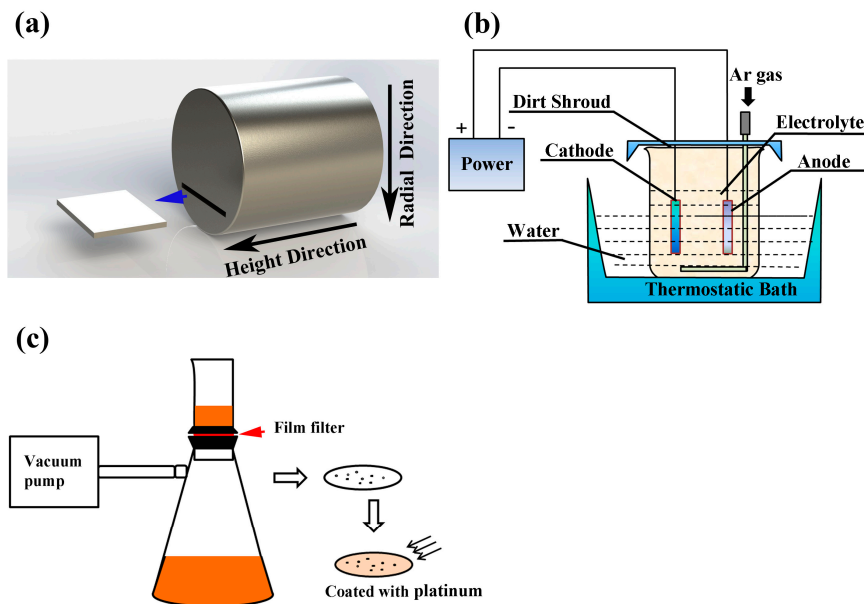 (a)
Radial Direction
Height Direction
(b)
Ar gas
Dirt Shroud
Electrolyte
+
-
Cathode
Anode
Power
Water
Thermostatic Bath
(c)
Film filter
Vacuum
pump
Coated with platinum